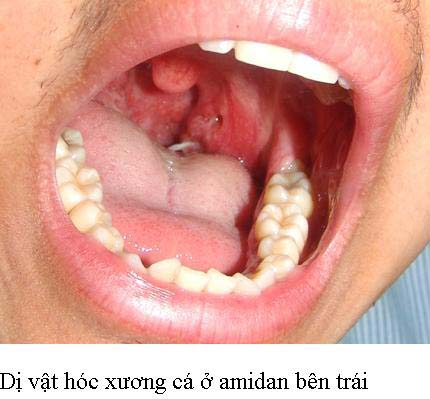 Dị vật hóc xương cá ở amidan bên trái